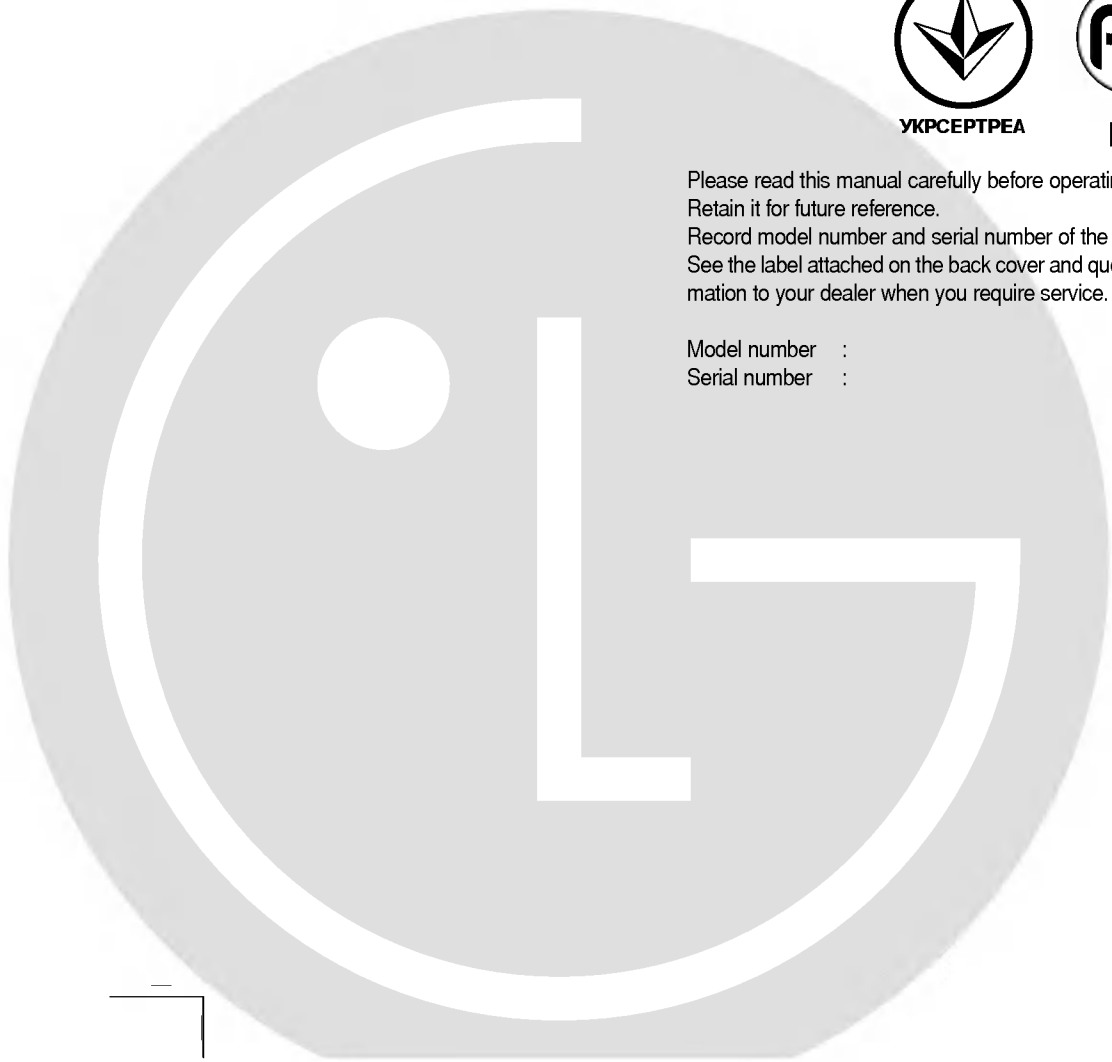 УКРСЕРТРЕА
Please read this manual carefully before
Retain it for future reference.
Record model number and serial number of the
See the label attached on the back cover and
mation to your dealer when you require service.
Model number :
Serial number :
LG